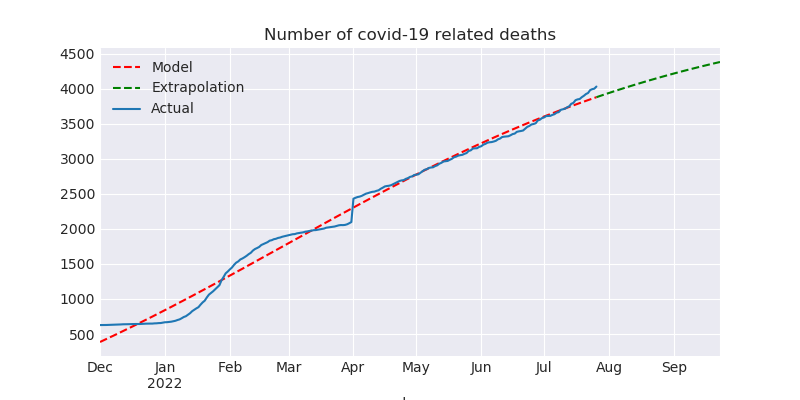 Number of covid-19 related deaths
Model
Extrapolation
Actual
4500
4000
3500
3000
2500
2000
1500
1000
500
Dec Jan Feb Mar Apr May Jun Jul Aug Sep
2022